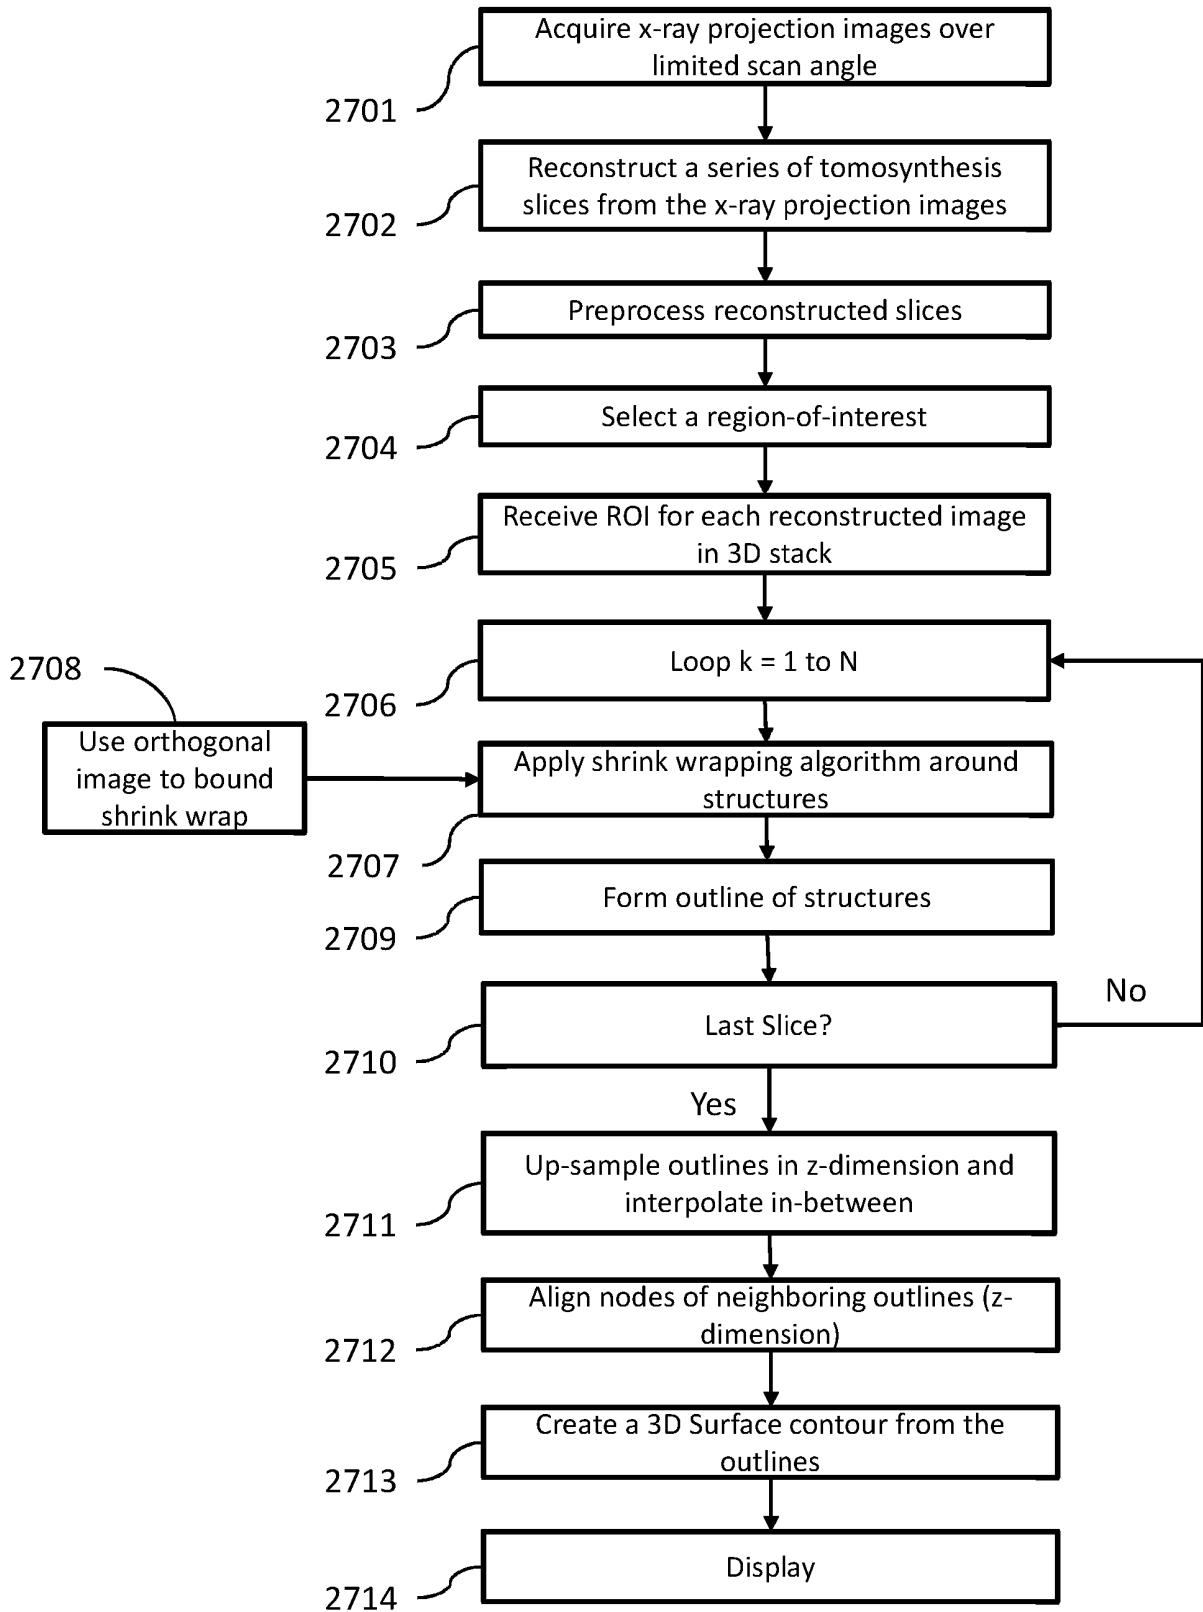 Acquire x-ray projection images over
limited scan angle
2701
Reconstruct a series of tomosynthesis
slices from the x-ray projection images
2702
Preprocess reconstructed slices
2703
Select a region-of-interest
2704
Receive ROI for each reconstructed image
in 3D stack
2705
Loop k = 1 to N
2706
2708
Use orthogonal
image to bound
shrink wrap
Apply shrink wrapping algorithm around
structures
2707
Form outline of structures
2709
Last Slice?
No
2710
Yes
Up-sample outlines in z-dimension and
interpolate in-between
2711
Align nodes of neighboring outlines (z-
dimension)
2712
Create a 3D Surface contour from the
outlines
2713
Display
2714